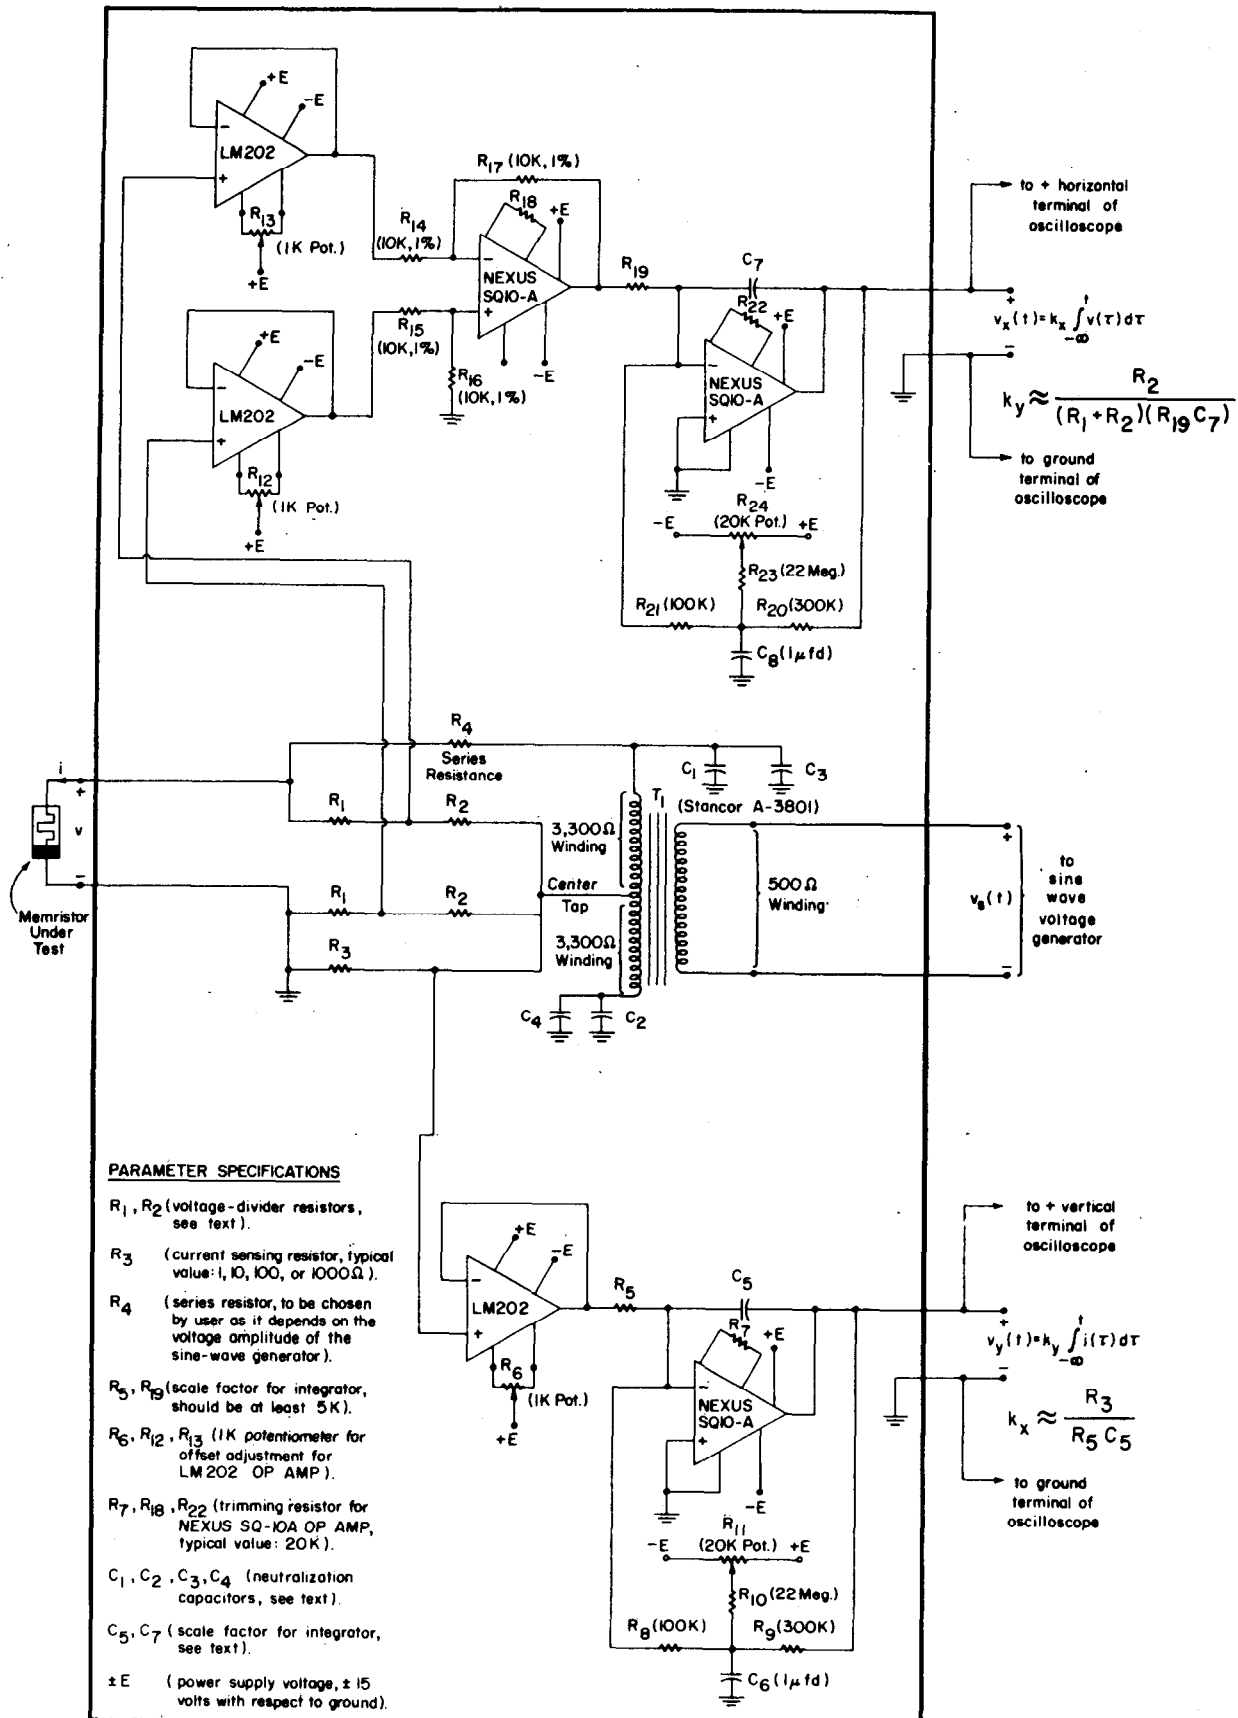 +E
−E
−
LM202
+
R13
(1K Pot.)
+E
R17 (10K, 1%)
R18
+E
R14
(10K, 1%)
−
NEXUS
SQ10-A
+
−E
R15
(10K, 1%)
R16
(10K, 1%)
+E
−E
−
LM202
+
R12
(1K Pot.)
+E
R19
C7
R22
+E
−
NEXUS
SQ10-A
+
−E
R24
(20K Pot.)
−E
+E
R23 (22 Meg.)
R21 (100K)
R20 (300K)
C8 (1μfd)
to + horizontal
terminal of
oscilloscope
+
vx(t)=kx ∫ t −∞ v(τ)dτ
−
ky ≈ R2 / (R1+R2)(R19 C7)
to ground
terminal of
oscilloscope
R4
Series
Resistance
C1
C3
T1
(Stancor A-3801)
i
+
v
−
Memristor
Under
Test
R1
R2
3,300Ω
Winding
Center
Tap
R1
R2
3,300Ω
Winding
R3
C4
C2
500Ω
Winding
+
vs(t)
−
to
sine
wave
voltage
generator
PARAMETER SPECIFICATIONS
R1, R2 (voltage-divider resistors,
see text).
R3 (current sensing resistor, typical
value: 1, 10, 100, or 1000Ω).
R4 (series resistor, to be chosen
by user as it depends on the
voltage amplitude of the
sine-wave generator).
R5, R19 (scale factor for integrator,
should be at least 5K).
R6, R12, R13 (1K potentiometer for
offset adjustment for
LM202 OP AMP).
R7, R18, R22 (trimming resistor for
NEXUS SQ-10A OP AMP,
typical value: 20K).
C1, C2, C3, C4 (neutralization
capacitors, see text).
C5, C7 (scale factor for integrator,
see text).
±E (power supply voltage, ± 15
volts with respect to ground).
+E
−E
−
LM202
+
R6
(1K Pot.)
+E
R5
C5
R7
+E
−
NEXUS
SQ10-A
+
−E
R11
(20K Pot.)
−E
+E
R10 (22 Meg.)
R8 (100K)
R9 (300K)
C6 (1μfd)
to + vertical
terminal of
oscilloscope
+
vy(t)=ky ∫ t −∞ i(τ)dτ
−
kx ≈ R3 / R5 C5
to ground
terminal of
oscilloscope